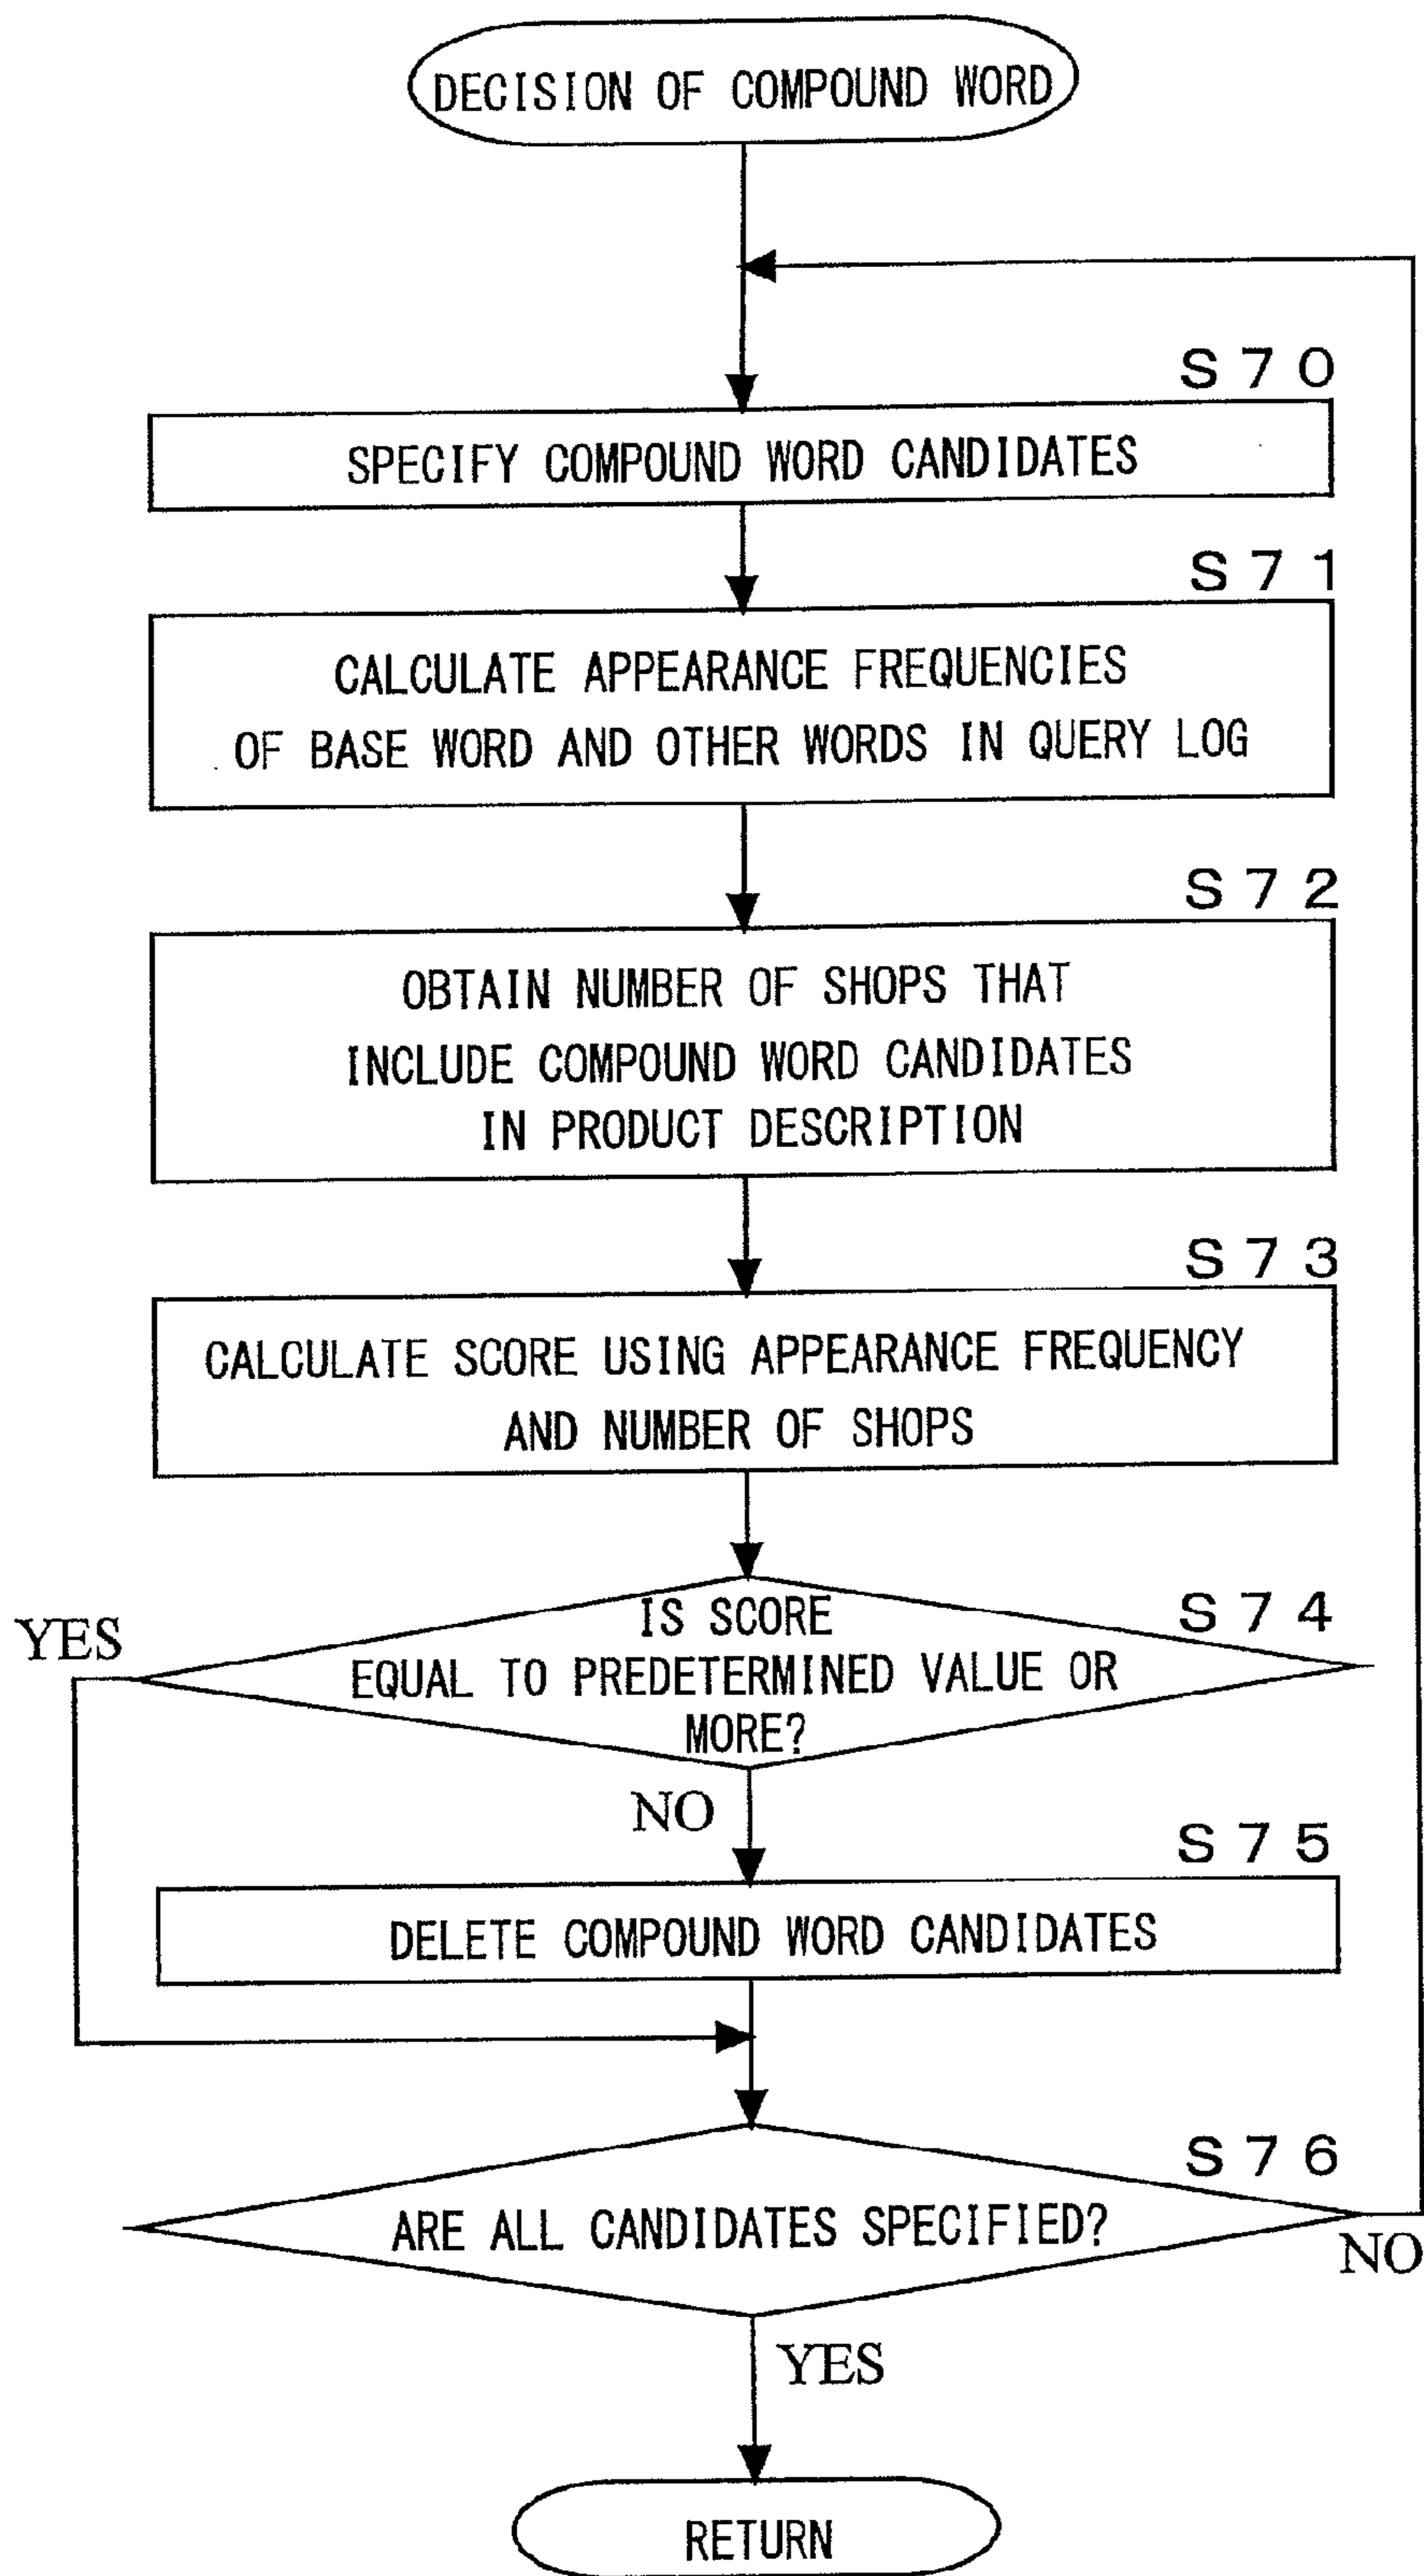 DECISION OF COMPOUND WORD
S70
SPECIFY COMPOUND WORD CANDIDATES
S71
CALCULATE APPEARANCE FREQUENCIES
OF BASE WORD AND OTHER WORDS IN QUERY LOG
S72
OBTAIN NUMBER OF SHOPS THAT
INCLUDE COMPOUND WORD CANDIDATES
IN PRODUCT DESCRIPTION
S73
CALCULATE SCORE USING APPEARANCE FREQUENCY
AND NUMBER OF SHOPS
S74
YES
IS SCORE
EQUAL TO PREDETERMINED VALUE OR
MORE?
NO
S75
DELETE COMPOUND WORD CANDIDATES
S76
ARE ALL CANDIDATES SPECIFIED?
NO
YES
RETURN